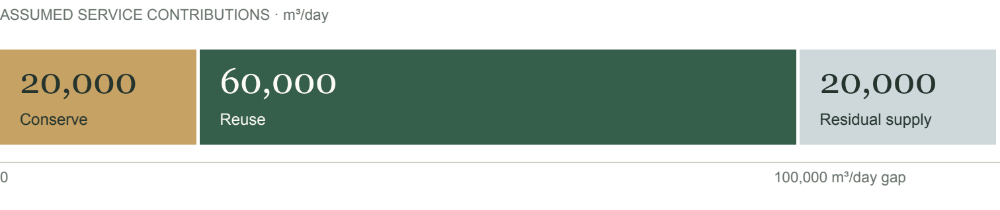 ASSUMED SERVICE CONTRIBUTIONS · m³/day
20,000
Conserve
60,000
Reuse
20,000
Residual supply
0
100,000 m³/day gap